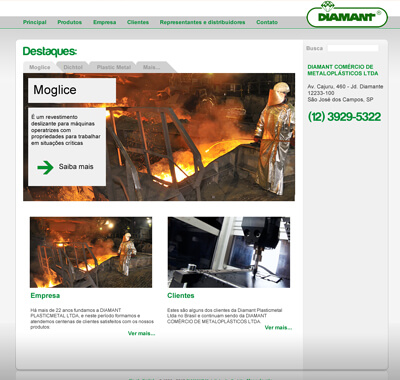 Principal Produtos Empresa Clientes Representantes e distribuidores Contato
DIAMANT ®
Destaques:
Busca
Moglice Dichtol Plastic Metal Mais...
DIAMANT COMÉRCIO DE
METALOPLÁSTICOS LTDA
Av. Cajuru, 460 - Jd. Diamante
12233-100
São José dos Campos, SP
(12) 3929-5322
Moglice
É um revestimento
deslizante para máquinas
operatrizes com
propriedades para trabalhar
em situações críticas
Saiba mais
Empresa
Há mais de 22 anos fundamos a DIAMANT
PLASTICMETAL LTDA. e neste período formamos e
atendemos centenas de clientes satisfeitos com os nossos
produtos.
Ver mais...
Clientes
Estes são alguns dos clientes da Diamant Plasticmetal
Ltda no Brasil e continuam sendo da DIAMANT
COMÉRCIO DE METALOPLÁSTICOS LTDA.
Ver mais...